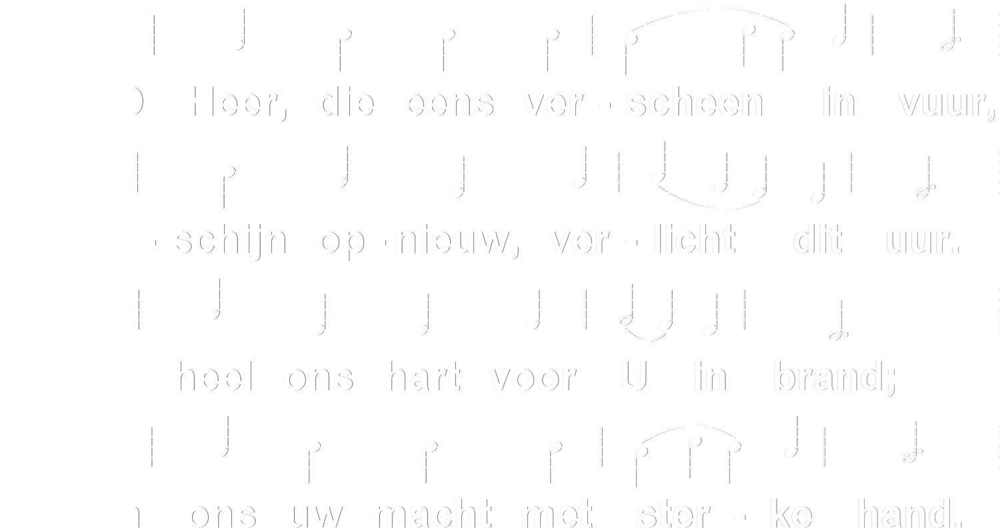 O Heer, die eens ver - scheen in vuur,
- schijn op - nieuw, ver - licht dit uur.
heel ons hart voor U in brand;
ons uw macht met ster - ke hand.